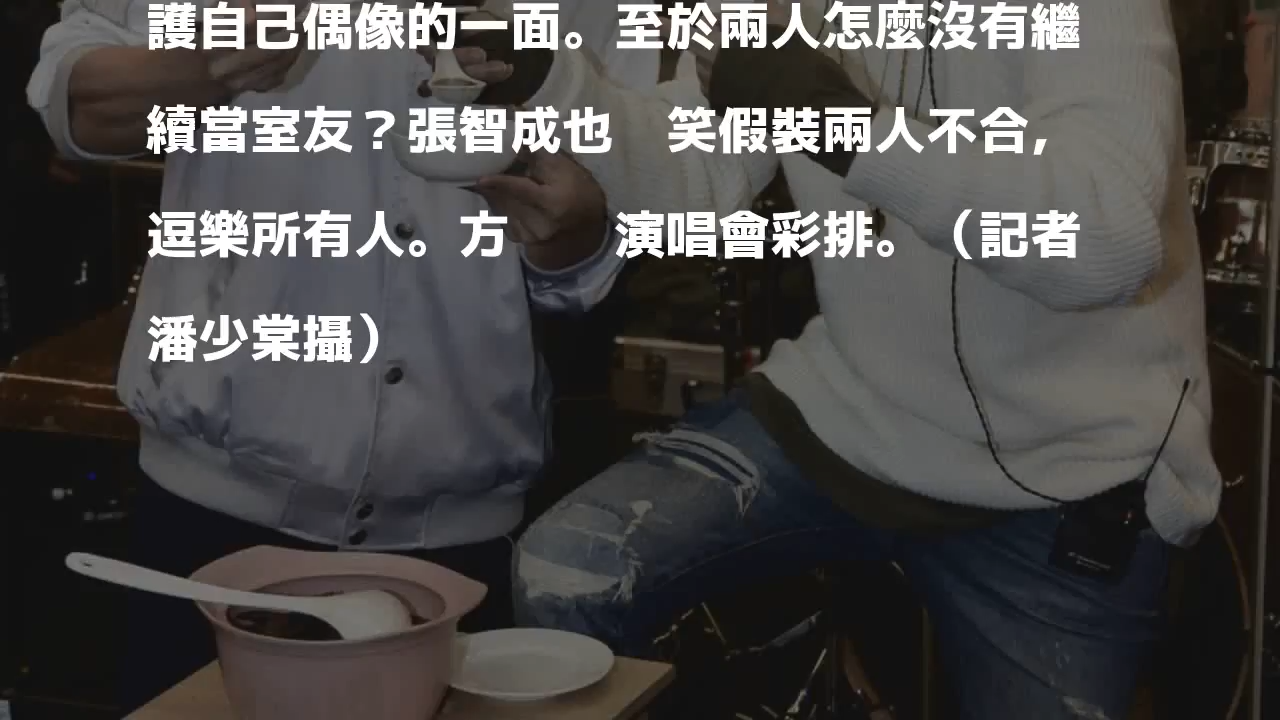 護自己偶像的一面。至於兩人怎麼沒有繼
續當室友？張智成也　笑假裝兩人不合，
逗樂所有人。方　　演唱會彩排。（記者
潘少棠攝）